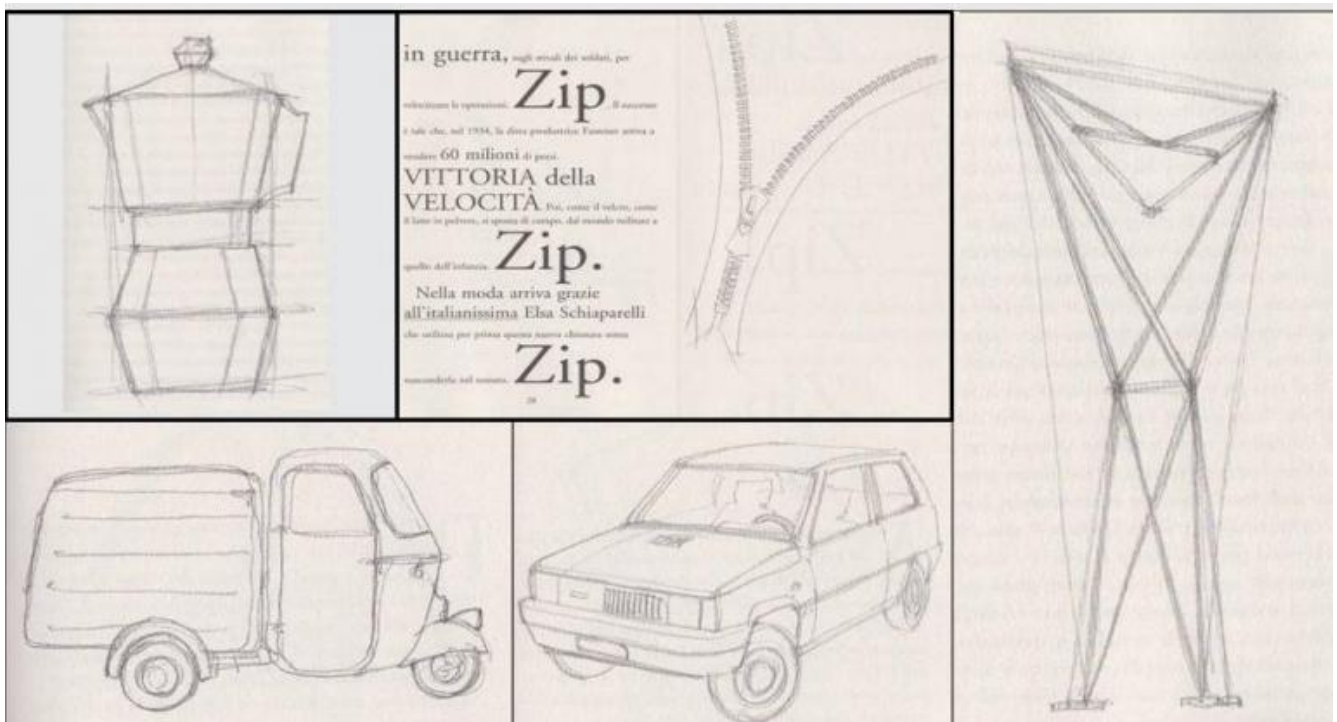 in guerra, sugli stivali dei soldati, per
velocizzare le operazioni. Zip. Il successo
è tale che, nel 1934, la ditta produttrice Fastener arriva a
vendere 60 milioni di pezzi.
VITTORIA della
VELOCITÀ. Poi, come il velcro, come
il latte in polvere, si sposta di campo, dal mondo militare a
quello dell'infanzia. Zip.
Nella moda arriva grazie
all'italianissima Elsa Schiaparelli
che utilizza per prima questa nuova chiusura senza
nasconderla nel tessuto. Zip.